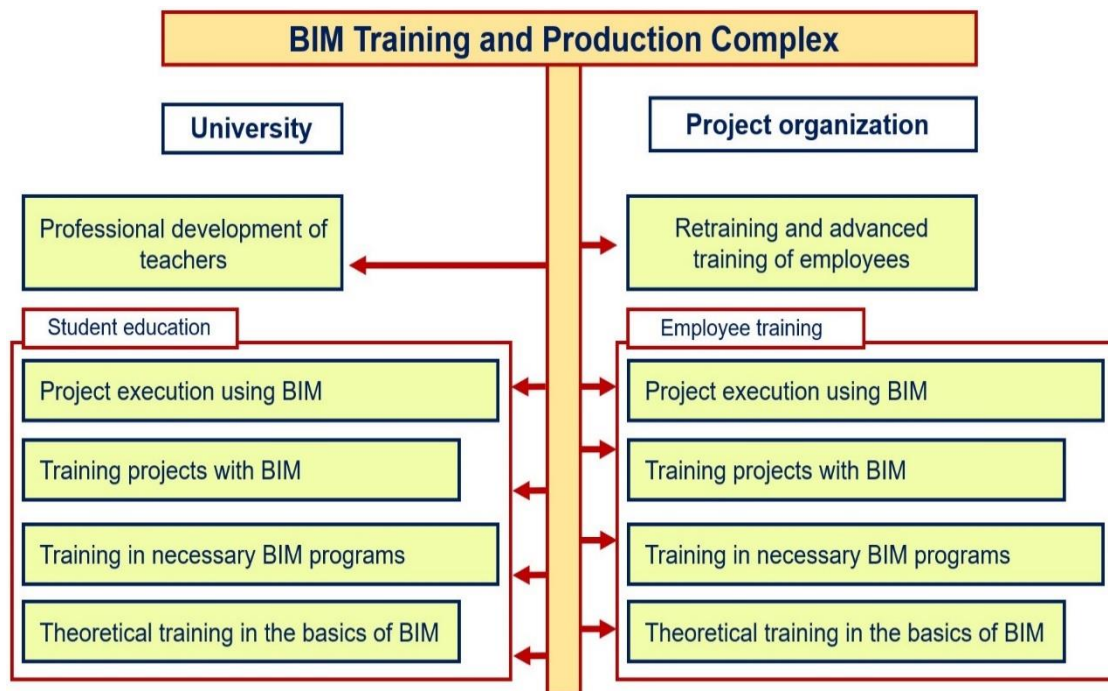 BIM Training and Production Complex
University
Project organization
Professional development of
teachers
Retraining and advanced
training of employees
Student education
Project execution using BIM
Training projects with BIM
Training in necessary BIM programs
Theoretical training in the basics of BIM
Employee training
Project execution using BIM
Training projects with BIM
Training in necessary BIM programs
Theoretical training in the basics of BIM